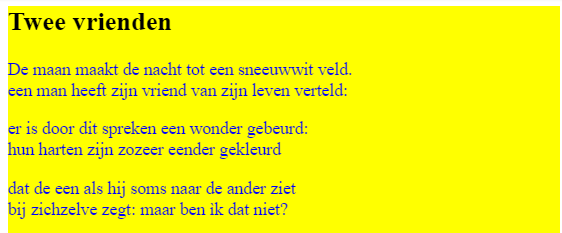 Twee vrienden
De maan maakt de nacht tot een sneeuwwit veld.
een man heeft zijn vriend van zijn leven verteld:
er is door dit spreken een wonder gebeurd:
hun harten zijn zozeer eender gekleurd
dat de een als hij soms naar de ander ziet
bij zichzelve zegt: maar ben ik dat niet?